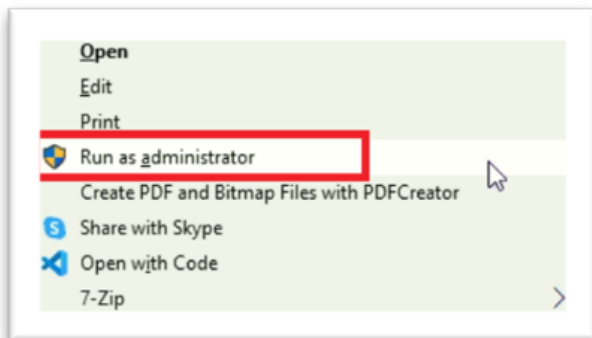 Open
Edit
Print
Run as administrator
Create PDF and Bitmap Files with PDFCreator
Share with Skype
Open with Code
7-Zip